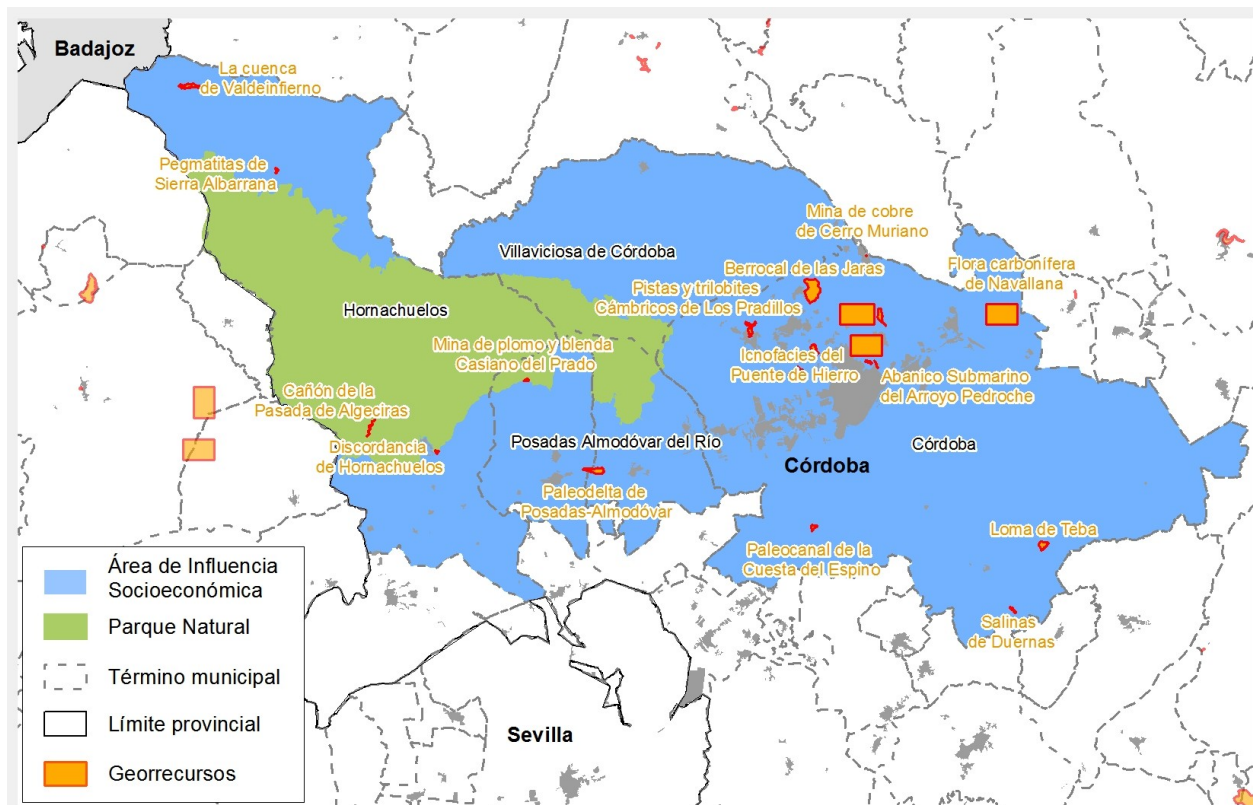 Badajoz
La cuenca
de Valdeinfierno
Pegmatitas de
Sierra Albarrana
Mina de cobre
de Cerro Muriano
Villaviciosa de Córdoba
Berrocal de las Jaras
Flora carbonífera
de Navallana
Pistas y trilobites
Cámbricos de Los Pradillos
Hornachuelos
Mina de plomo y blenda
Casiano del Prado
Icnofacies del
Puente de Hierro
Abanico Submarino
del Arroyo Pedroche
Cañón de la
Pasada de Algeciras
Discordancia
de Hornachuelos
Posadas Almodóvar del Río
Córdoba
Córdoba
Paleodelta de
Posadas-Almodóvar
Loma de Teba
Paleocanal de la
Cuesta del Espino
Salinas
de Duernas
Sevilla
Área de Influencia
Socioeconómica
Parque Natural
Término municipal
Límite provincial
Georrecursos